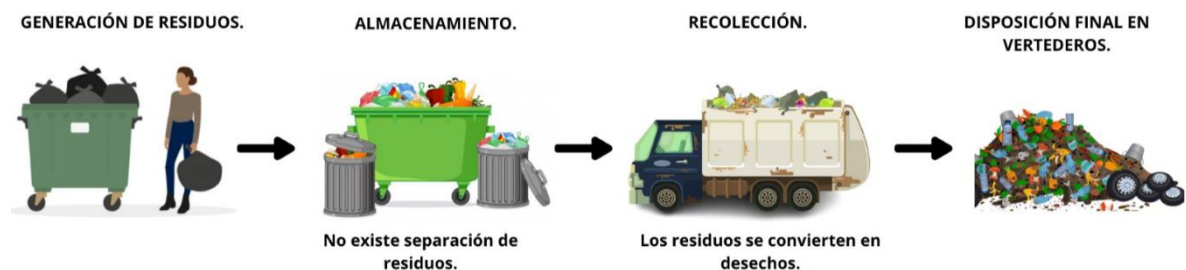 GENERACIÓN DE RESIDUOS.
ALMACENAMIENTO.
RECOLECCIÓN.
DISPOSICIÓN FINAL EN
VERTEDEROS.
No existe separación de
residuos.
Los residuos se convierten en
desechos.